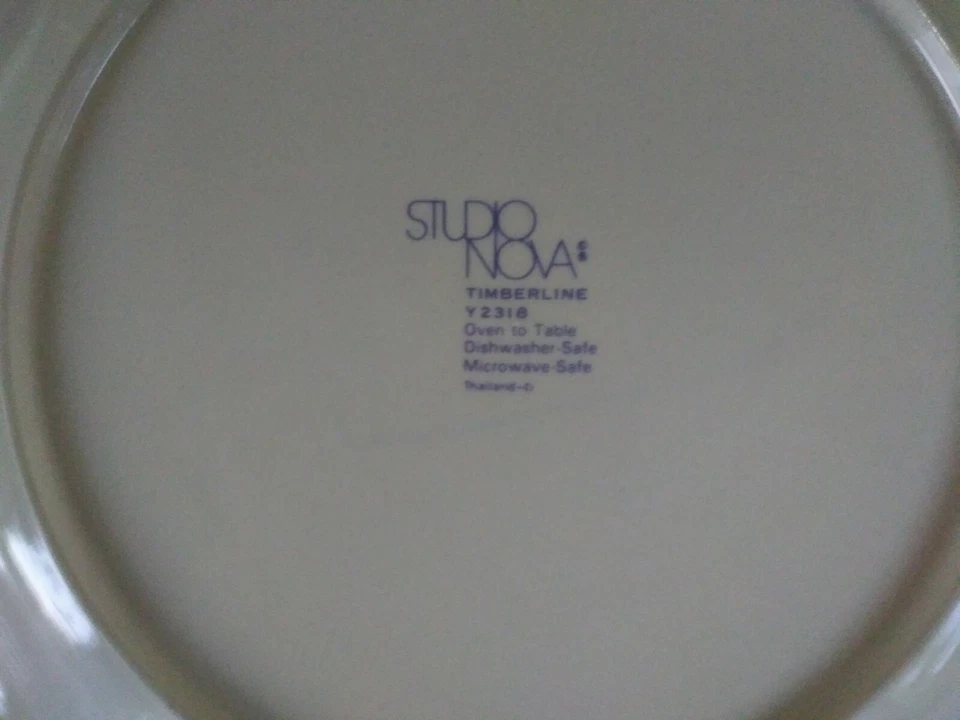 STUDIO
NOVA®
TIMBERLINE
Y2318
Oven to Table
Dishwasher-Safe
Microwave-Safe
Thailand